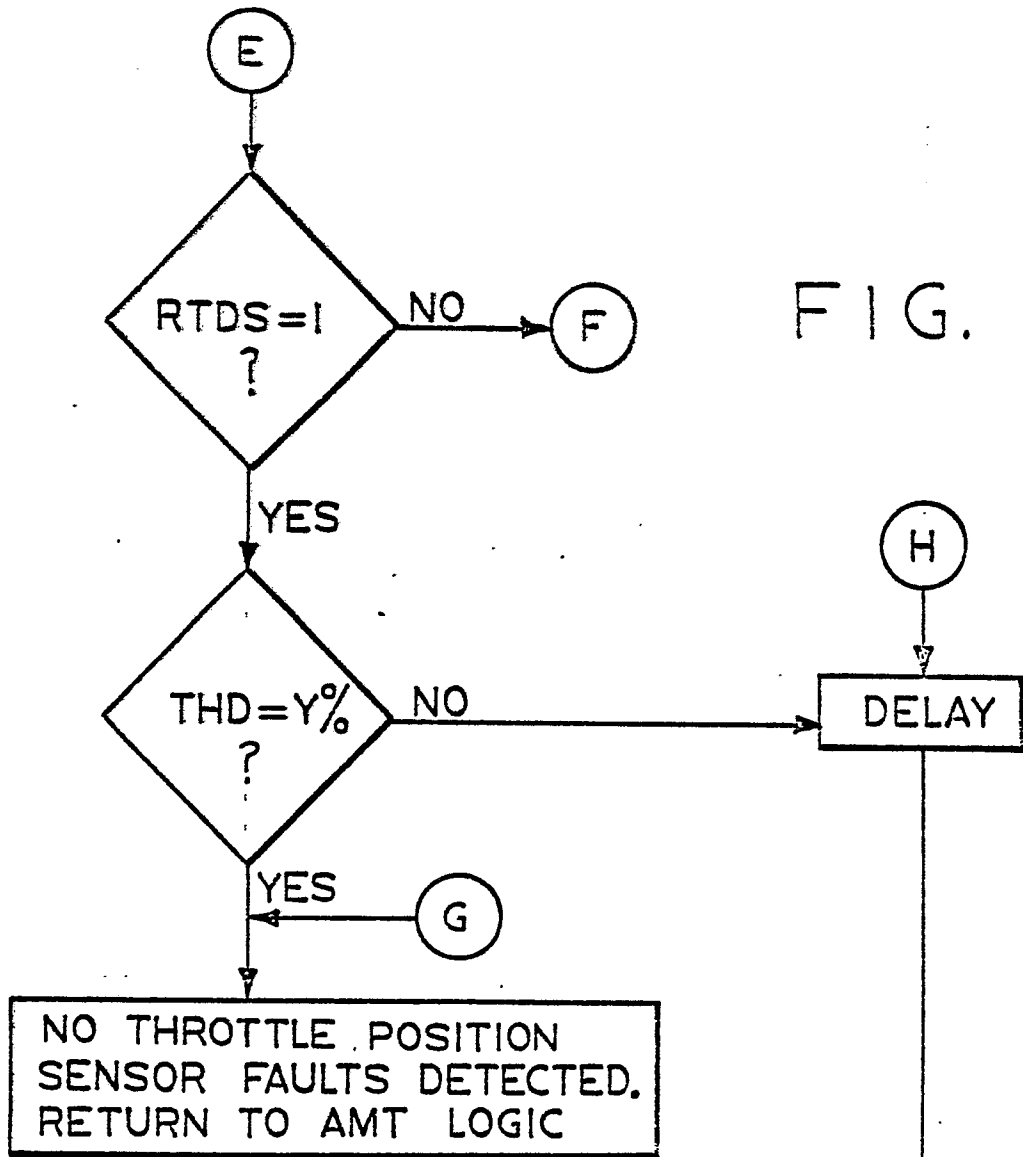 E
RTDS=1
?
NO
F
FIG.
YES
H
THD=Y%
?
NO
DELAY
YES
G
NO THROTTLE POSITION
SENSOR FAULTS DETECTED.
RETURN TO AMT LOGIC